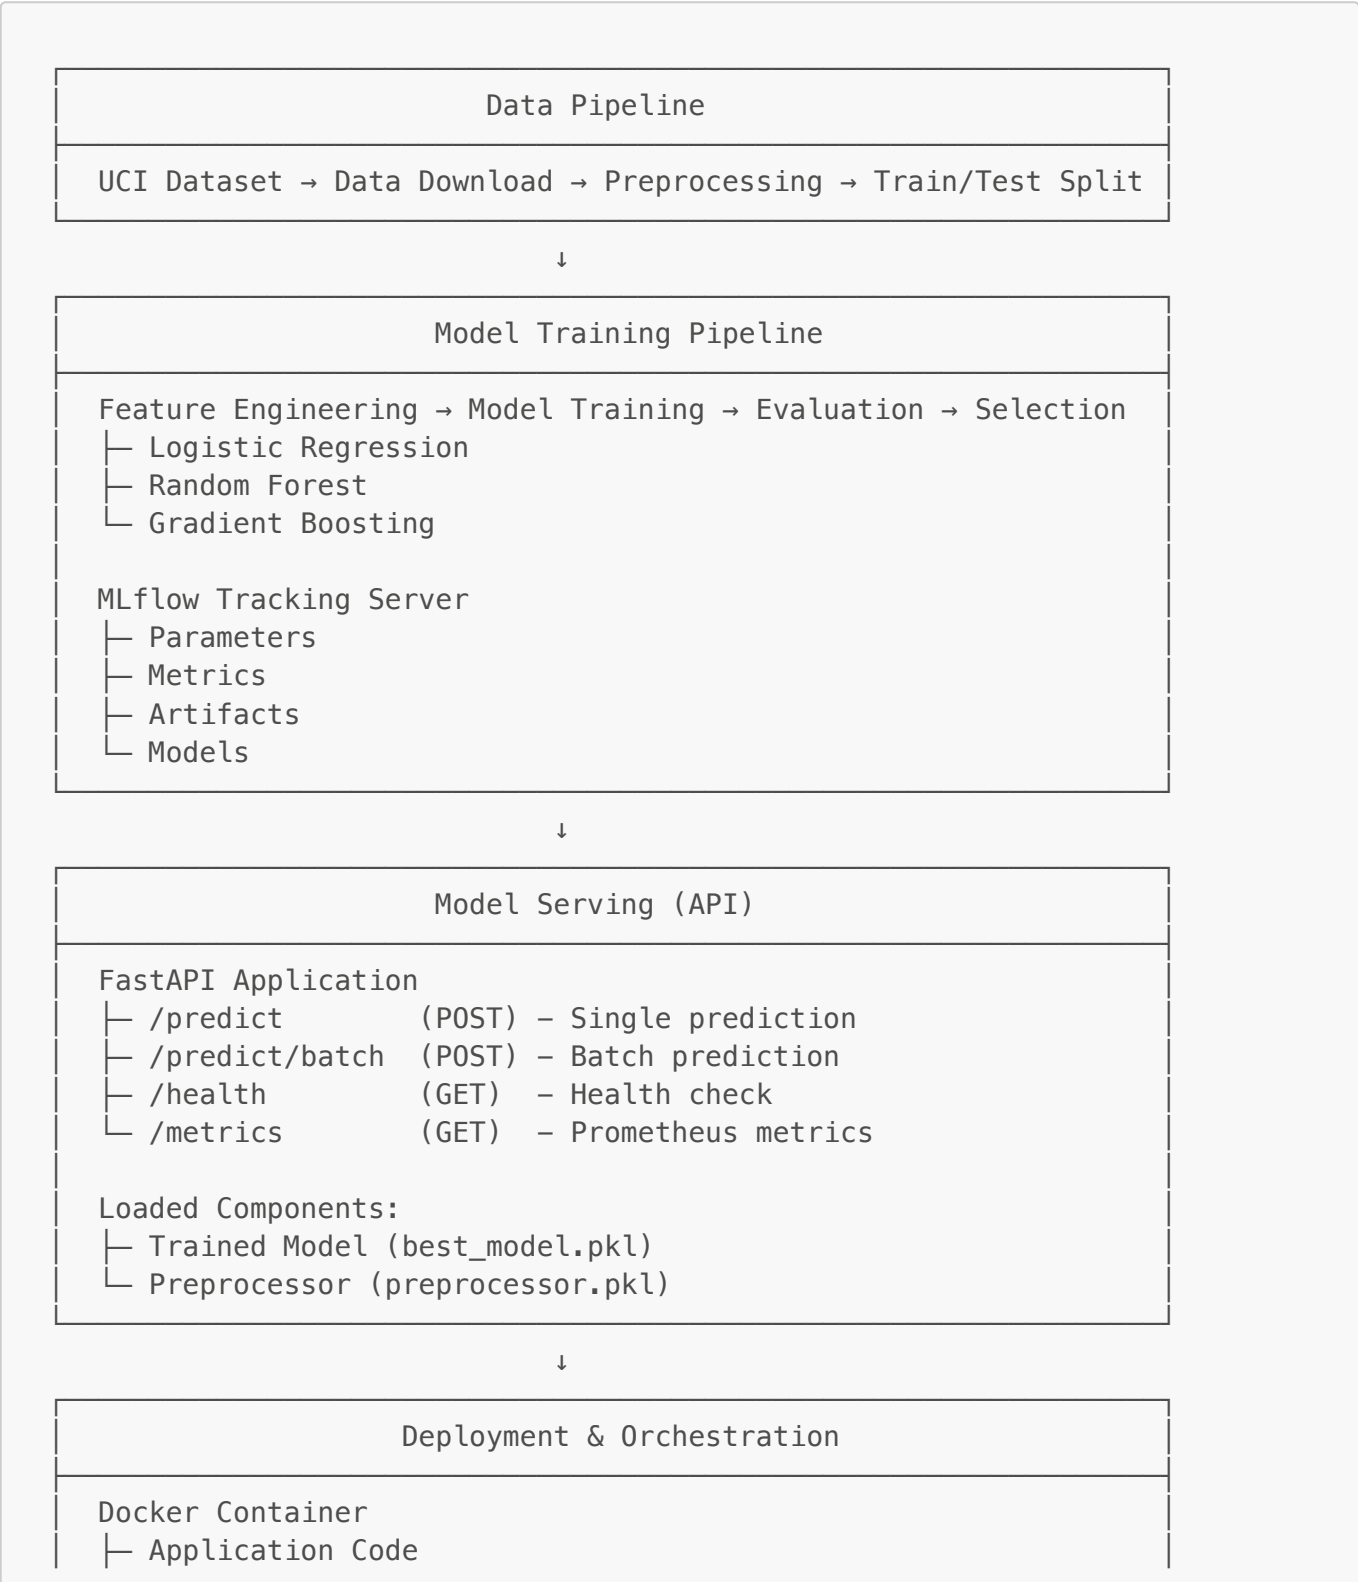 Data Pipeline
UCI Dataset → Data Download → Preprocessing → Train/Test Split
↓
Model Training Pipeline
Feature Engineering → Model Training → Evaluation → Selection
├─ Logistic Regression
├─ Random Forest
└─ Gradient Boosting
MLflow Tracking Server
├─ Parameters
├─ Metrics
├─ Artifacts
└─ Models
↓
Model Serving (API)
FastAPI Application
├─ /predict        (POST) – Single prediction
├─ /predict/batch  (POST) – Batch prediction
├─ /health         (GET)  – Health check
└─ /metrics        (GET)  – Prometheus metrics
Loaded Components:
├─ Trained Model (best_model.pkl)
└─ Preprocessor (preprocessor.pkl)
↓
Deployment & Orchestration
Docker Container
├─ Application Code